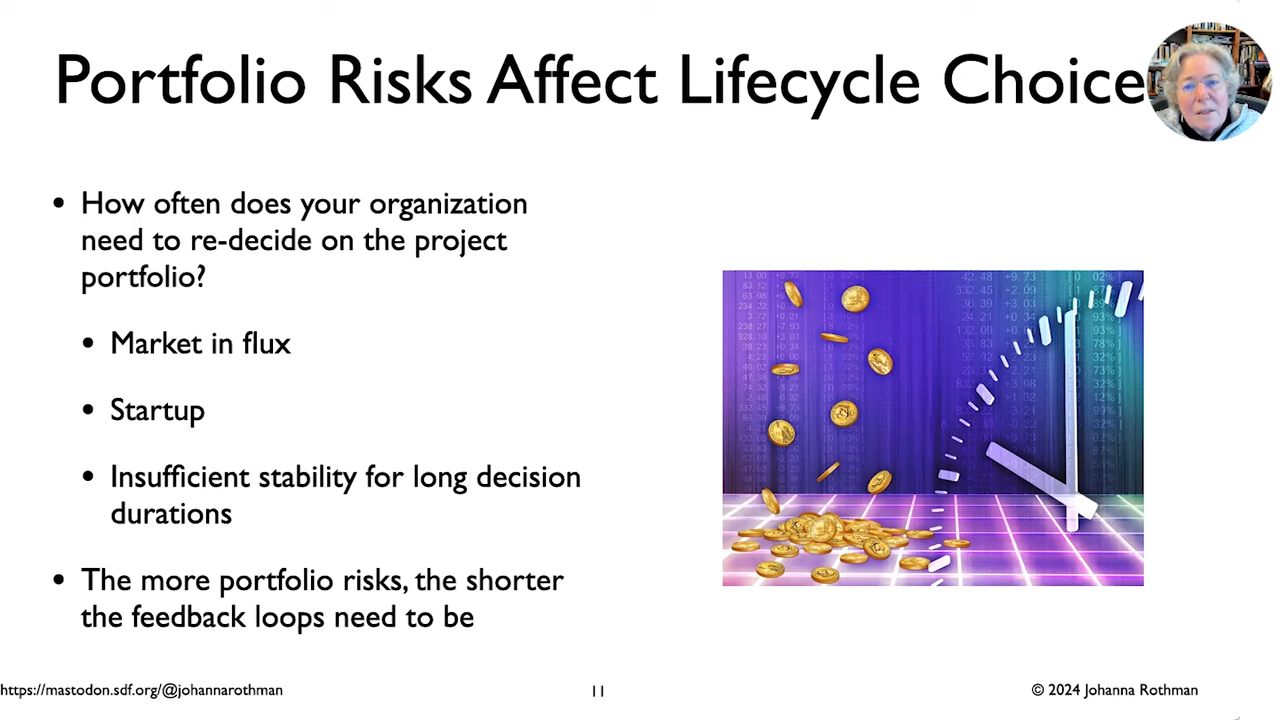 Portfolio Risks Affect Lifecycle Choice
• How often does your organization
need to re-decide on the project
portfolio?
• Market in flux
• Startup
• Insufficient stability for long decision
durations
• The more portfolio risks, the shorter
the feedback loops need to be
https://mastodon.sdf.org/@johannarothman
11
© 2024 Johanna Rothman